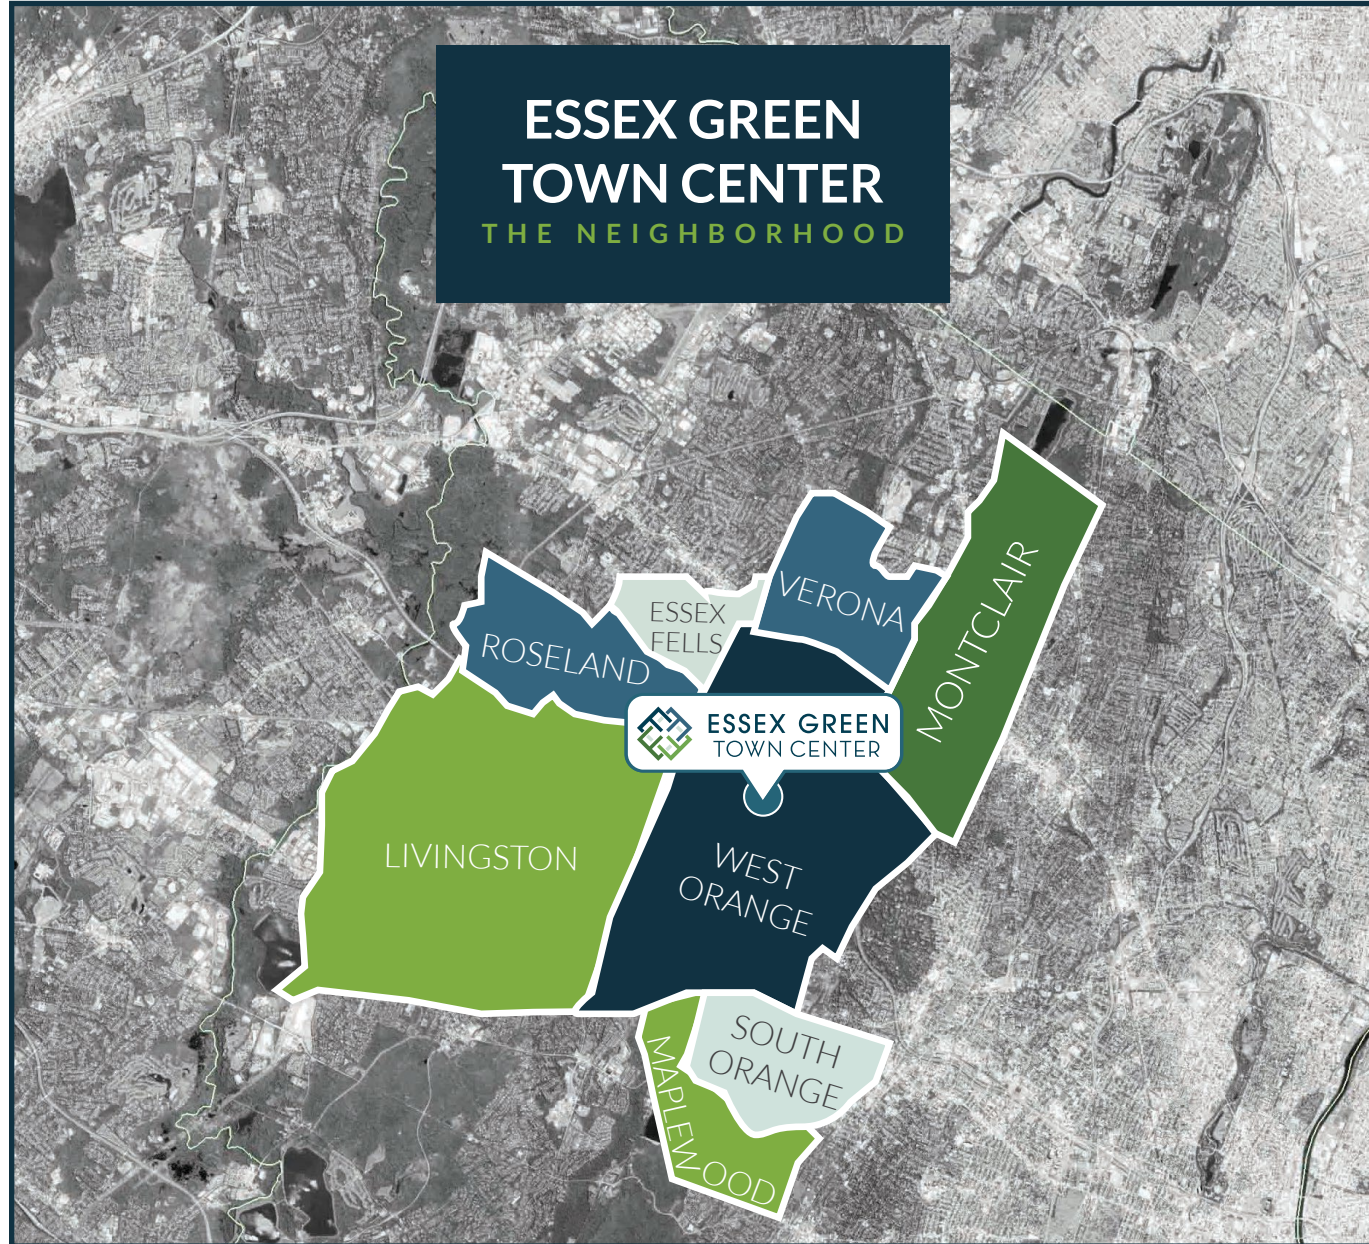 ESSEX GREEN
TOWN CENTER
THE NEIGHBORHOOD
VERONA
MONTCLAIR
ESSEX
FELLS
ROSELAND
ESSEX GREEN
TOWN CENTER
LIVINGSTON
WEST
ORANGE
SOUTH
ORANGE
MAPLEWOOD